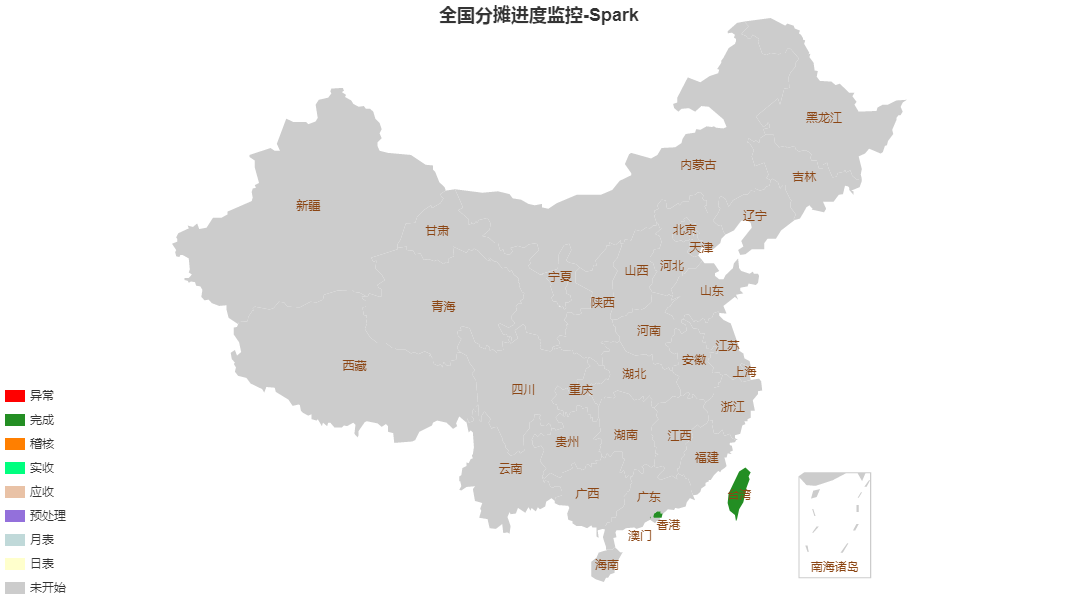 全国分摊进度监控-Spark
黑龙江
内蒙古
吉林
新疆
辽宁
甘肃
北京
天津
宁夏
山西
河北
山东
陕西
青海
河南
江苏
安徽
西藏
上海
湖北
四川
重庆
浙江
贵州
湖南
江西
福建
云南
广西
广东
台湾
香港
澳门
海南
南海诸岛
异常
完成
稽核
实收
应收
预处理
月表
日表
未开始